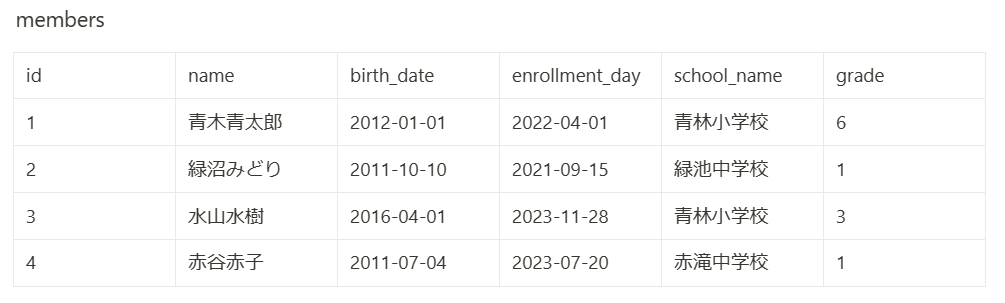 members
id name birth_date enrollment_day school_name grade
1 青木青太郎 2012-01-01 2022-04-01 青林小学校 6
2 緑沼みどり 2011-10-10 2021-09-15 緑池中学校 1
3 水山水樹 2016-04-01 2023-11-28 青林小学校 3
4 赤谷赤子 2011-07-04 2023-07-20 赤滝中学校 1